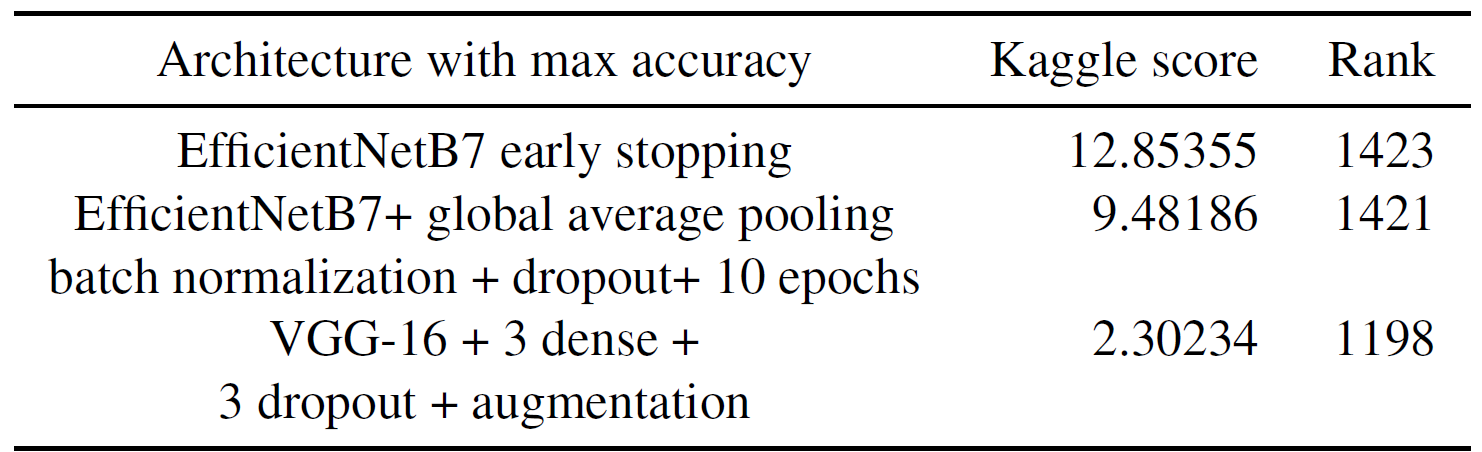 Architecture with max accuracy Kaggle score Rank
EfficientNetB7 early stopping 12.85355 1423
EfficientNetB7+ global average pooling 9.48186 1421
batch normalization + dropout+ 10 epochs
VGG-16 + 3 dense + 2.30234 1198
3 dropout + augmentation